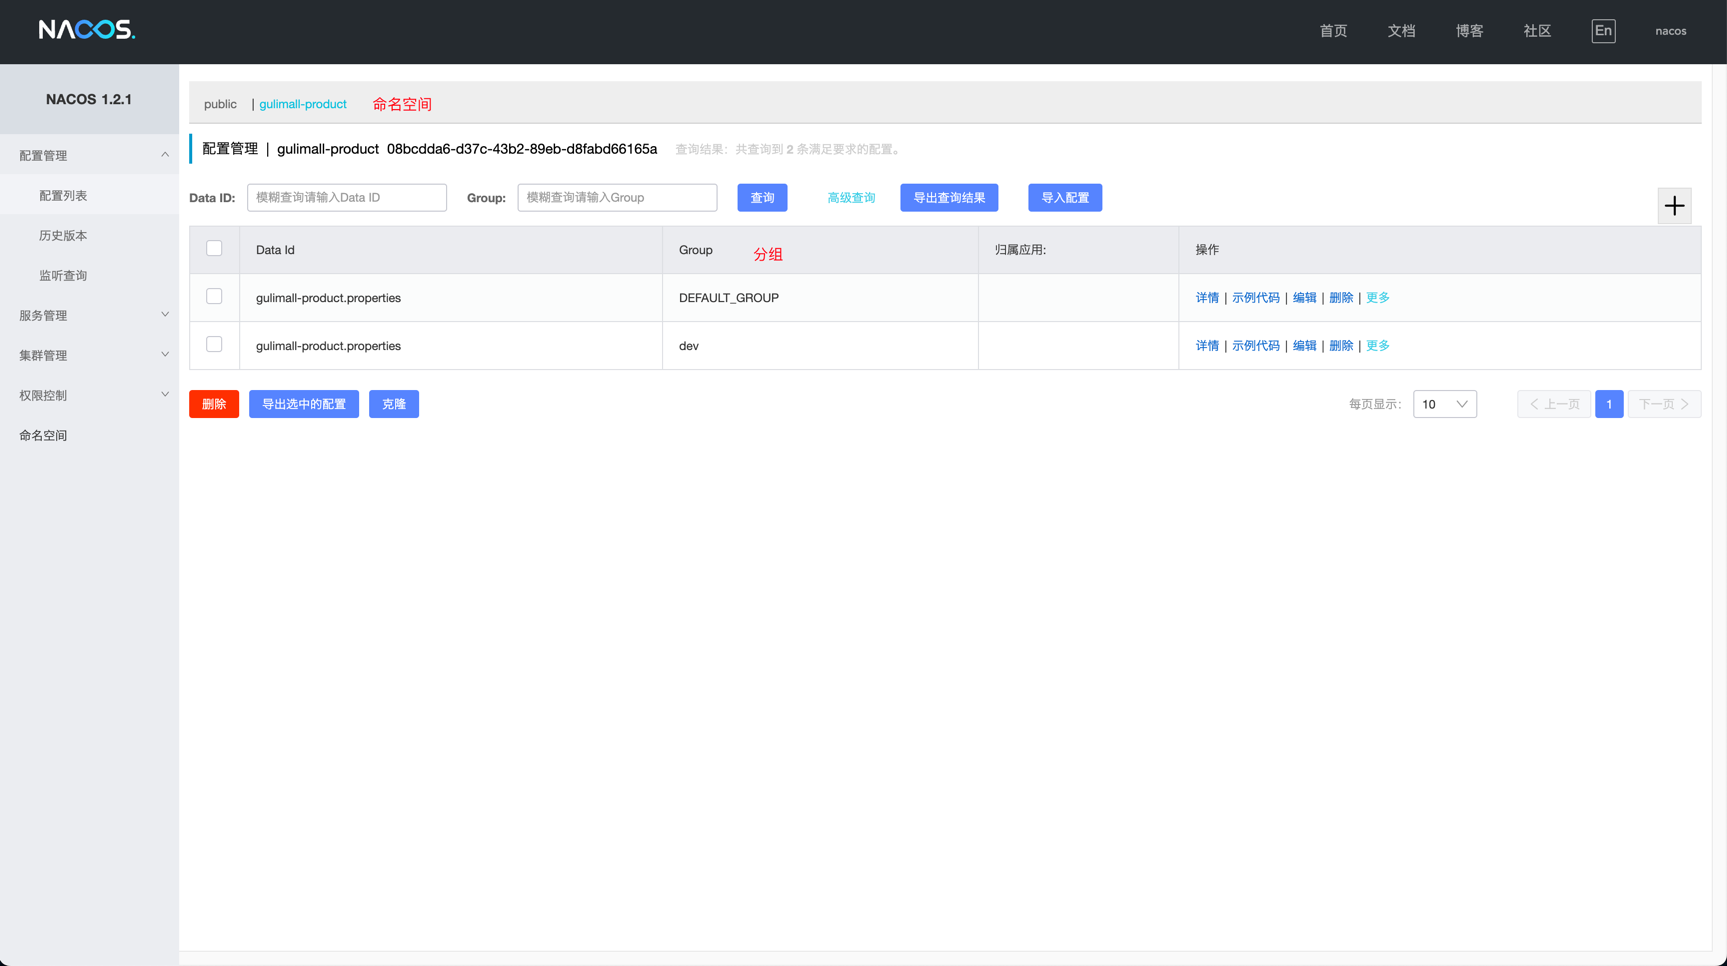 NACOS.
首页 文档 博客 社区 En nacos
NACOS 1.2.1
配置管理
配置列表
历史版本
监听查询
服务管理
集群管理
权限控制
命名空间
public | gulimall-product 命名空间
配置管理 | gulimall-product 08bcdda6-d37c-43b2-89eb-d8fabd66165a 查询结果：共查询到 2 条满足要求的配置。
Data ID: 模糊查询请输入Data ID Group: 模糊查询请输入Group 查询 高级查询 导出查询结果 导入配置
Data Id Group 分组 归属应用: 操作
gulimall-product.properties DEFAULT_GROUP 详情 | 示例代码 | 编辑 | 删除 | 更多
gulimall-product.properties dev 详情 | 示例代码 | 编辑 | 删除 | 更多
删除 导出选中的配置 克隆 每页显示: 10 上一页 1 下一页